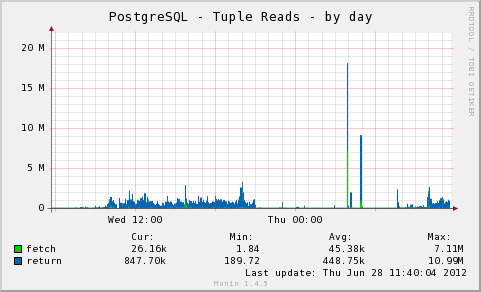 PostgreSQL - Tuple Reads - by day
RRDTOOL / TOBI OETIKER
20 M
15 M
10 M
5 M
0
Wed 12:00 Thu 00:00
Cur: Min: Avg: Max:
fetch 26.16k 1.84 45.38k 7.11M
return 847.70k 189.72 448.75k 10.99M
Last update: Thu Jun 28 11:40:04 2012
Munin 1.4.5